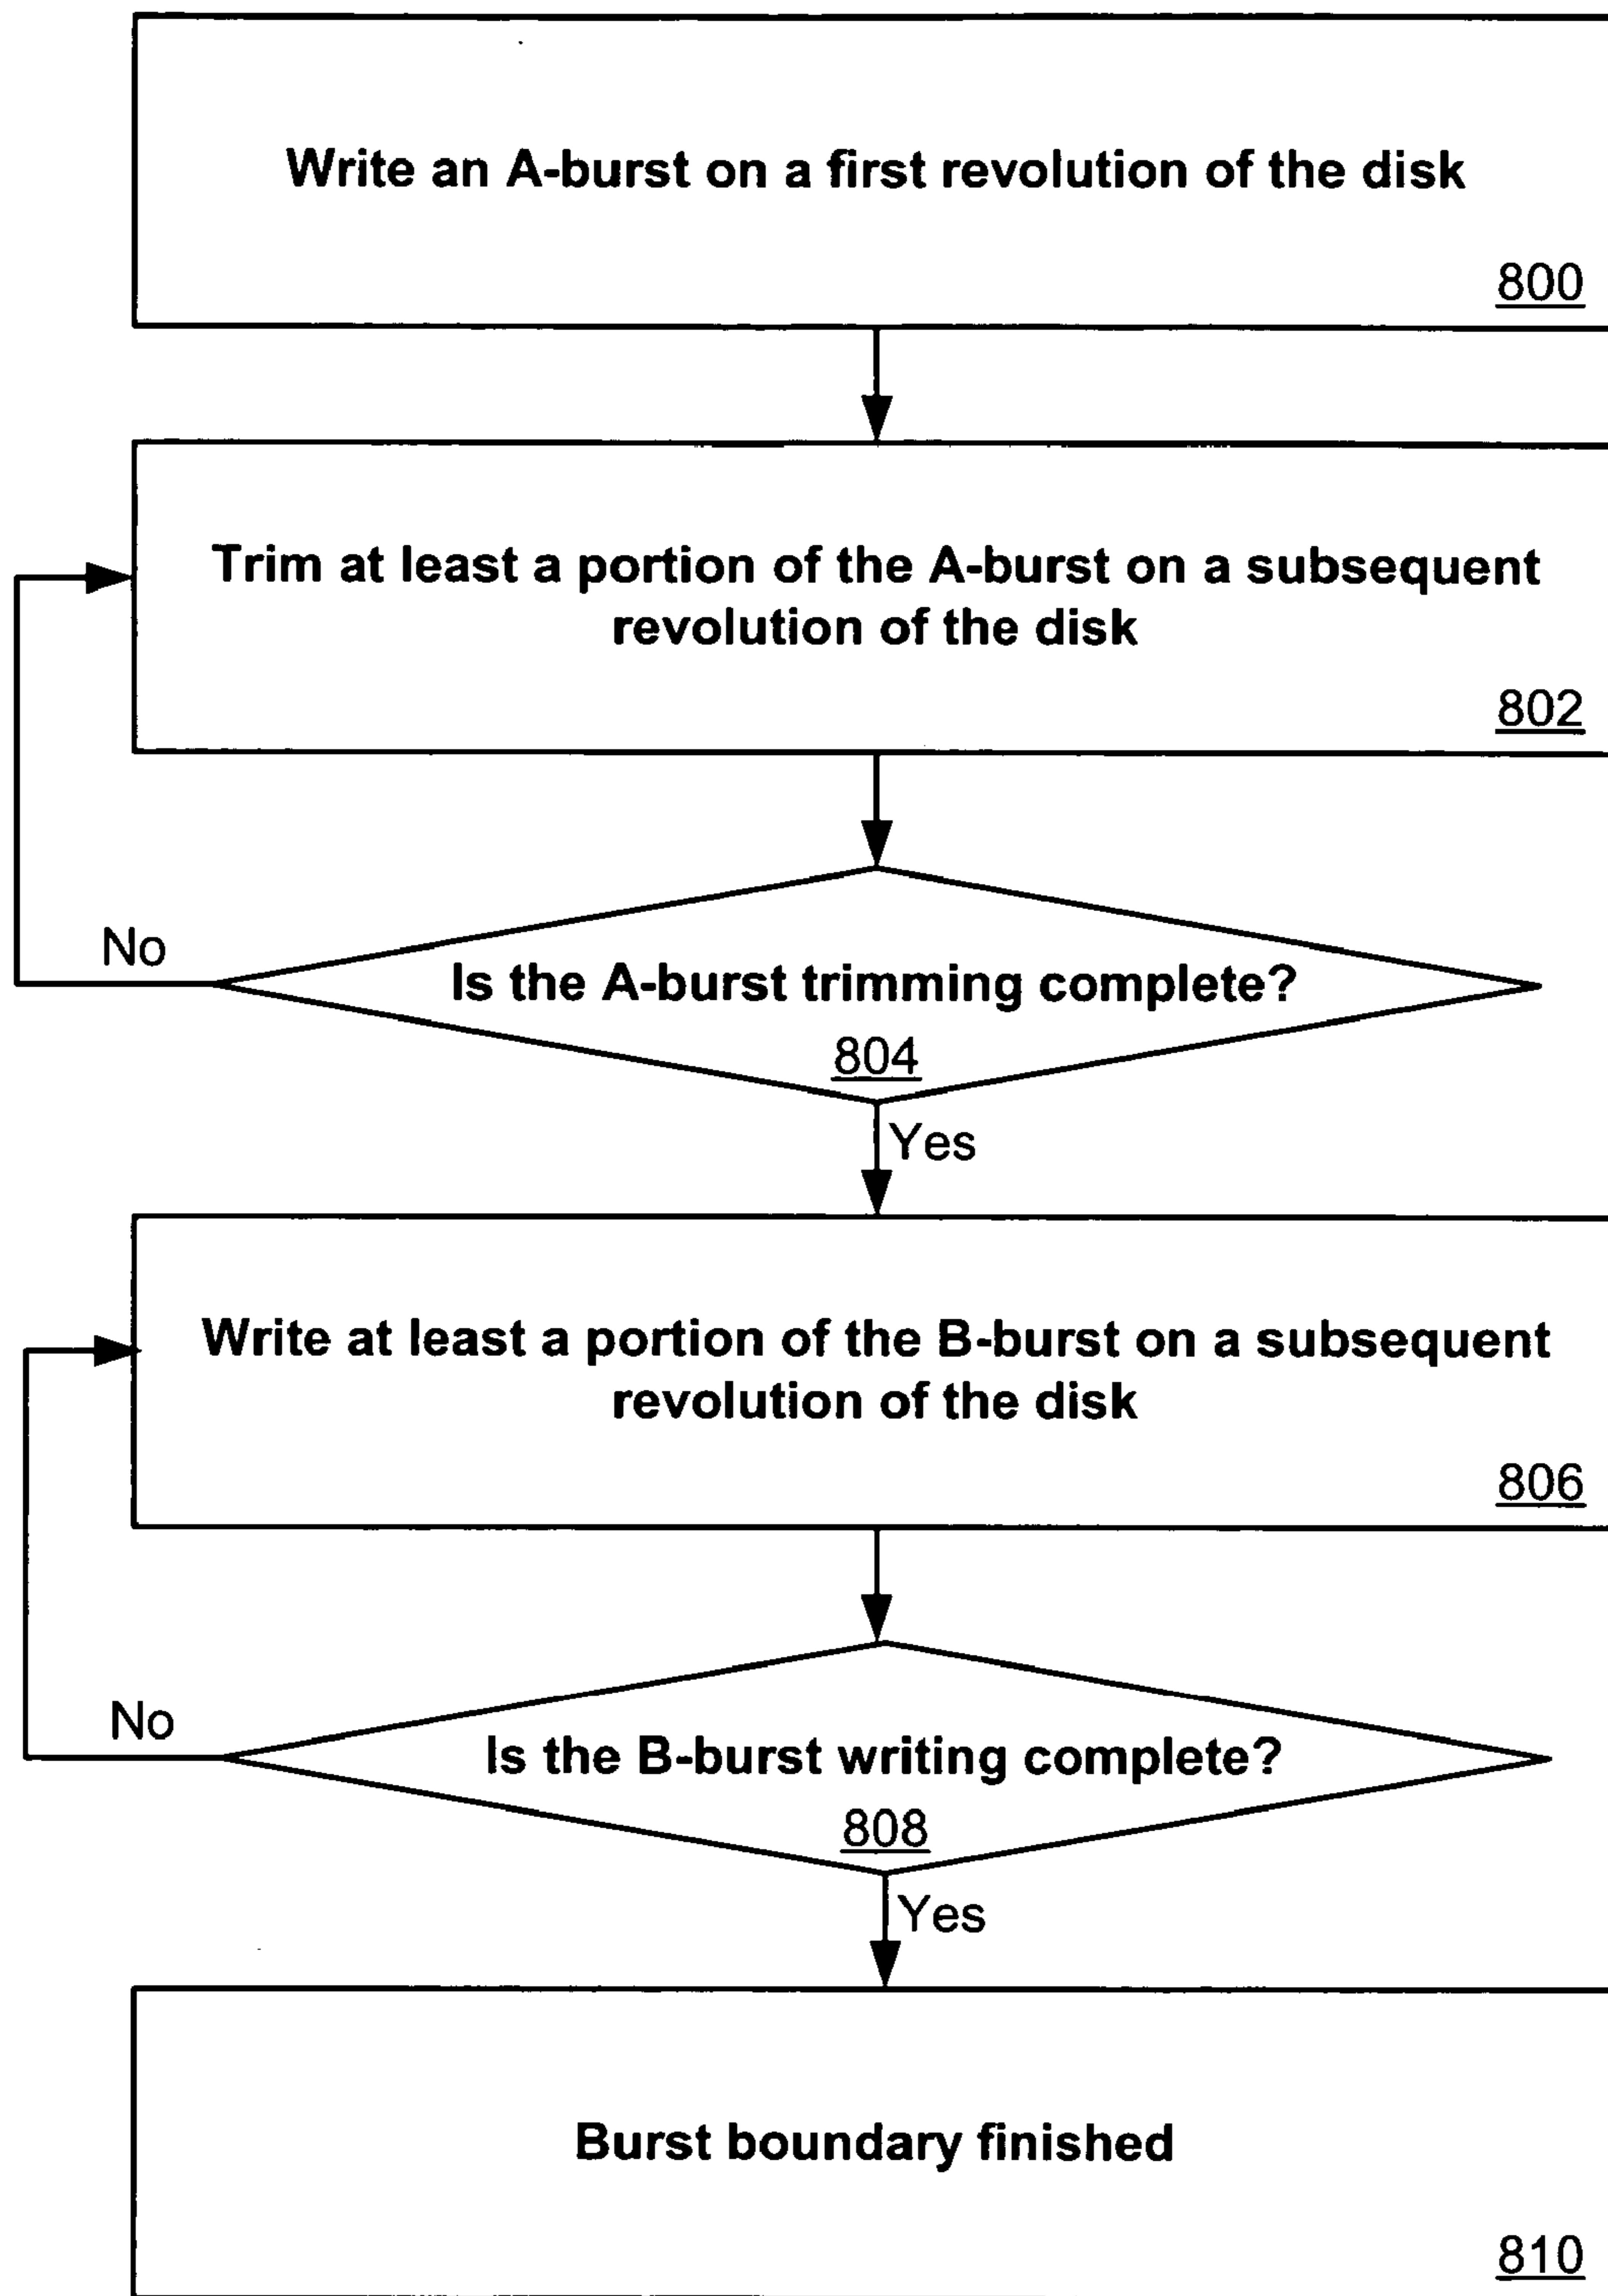 Write an A-burst on a first revolution of the disk
800
Trim at least a portion of the A-burst on a subsequent
revolution of the disk
802
No
Is the A-burst trimming complete?
804
Yes
Write at least a portion of the B-burst on a subsequent
revolution of the disk
806
No
Is the B-burst writing complete?
808
Yes
Burst boundary finished
810